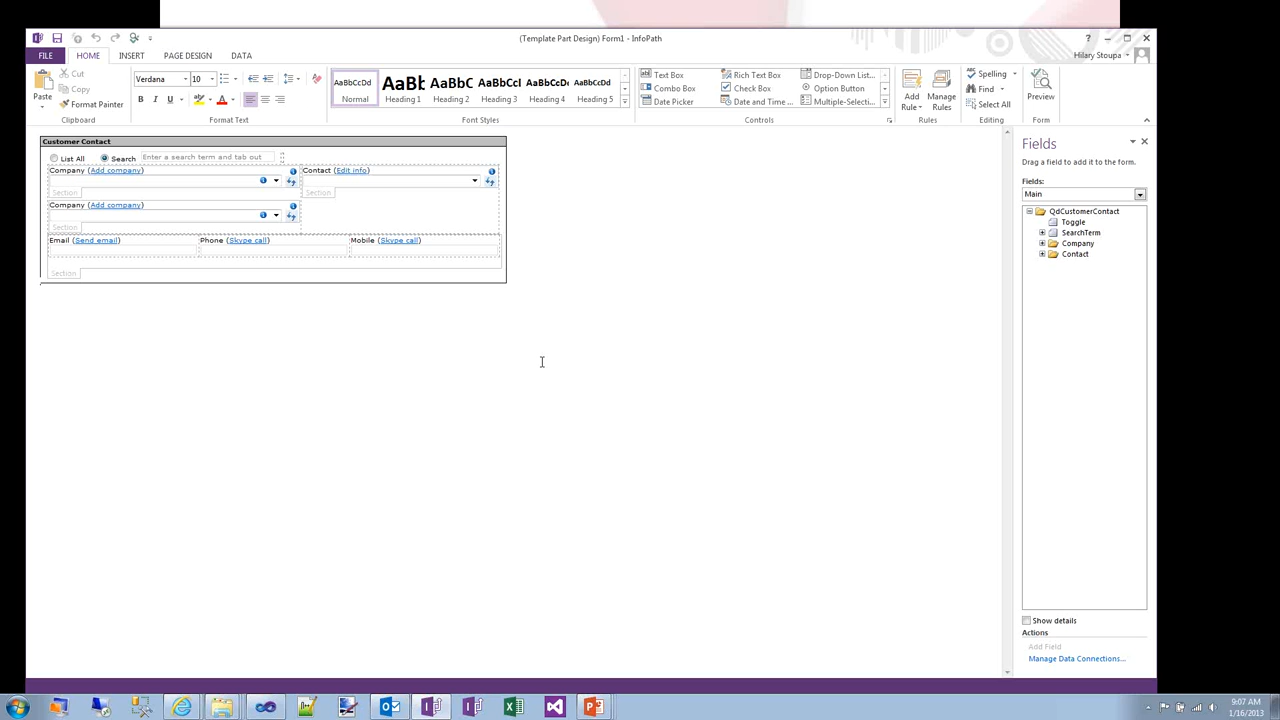 (Template Part Design) Form1 - InfoPath
FILE HOME INSERT PAGE DESIGN DATA
Hilary Stoupa
Paste
Cut
Copy
Format Painter
Clipboard
Verdana 10
B I U A
Format Text
AaBbCcDd
Normal
AaBb
Heading 1
AaBbC
Heading 2
AaBbCcI
Heading 3
AaBbCcD
Heading 4
AaBbCcDd
Heading 5
Font Styles
Text Box
Combo Box
Date Picker
Rich Text Box
Check Box
Date and Time ...
Drop-Down List...
Option Button
Multiple-Selecti...
Controls
Add
Rule
Manage
Rules
Rules
Spelling
Find
Select All
Editing
Preview
Form
Customer Contact
List All Search Enter a search term and tab out
Company (Add company) Contact (Edit info)
Section Section
Company (Add company)
Section
Email (Send email) Phone (Skype call) Mobile (Skype call)
Section
Fields
Drag a field to add it to the form.
Fields:
Main
QdCustomerContact
Toggle
SearchTerm
Company
Contact
Show details
Actions
Add Field
Manage Data Connections...
9:07 AM
1/16/2013